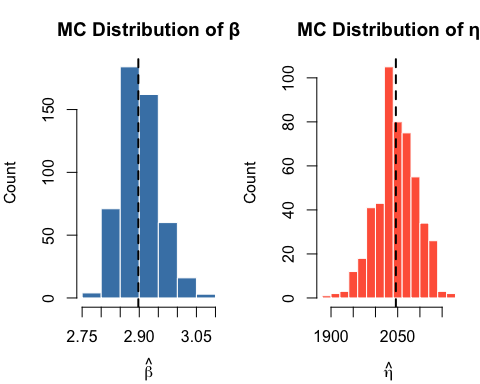 MC Distribution of β
Count
0
50
100
150
2.75
2.90
3.05
β̂
MC Distribution of η
Count
0
20
40
60
80
100
1900
2050
η̂